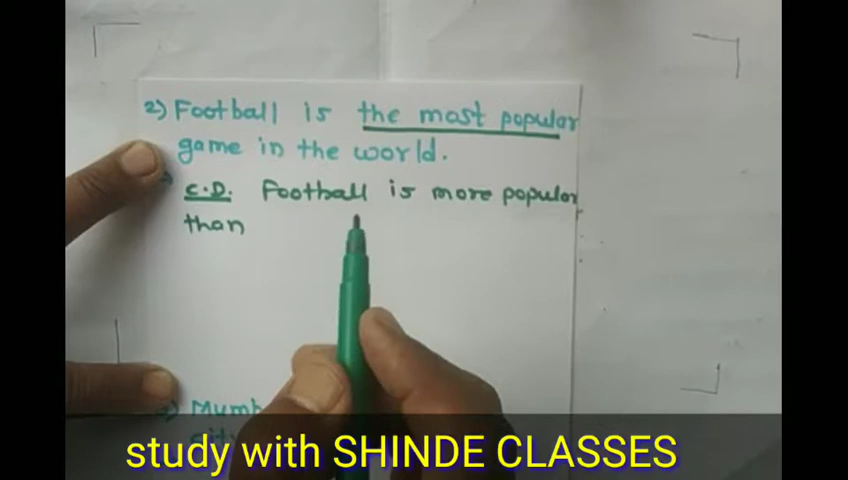 2) Football is the most popular
game in the world.
C.D. Football is more popular
than
Mumb
study with SHINDE CLASSES